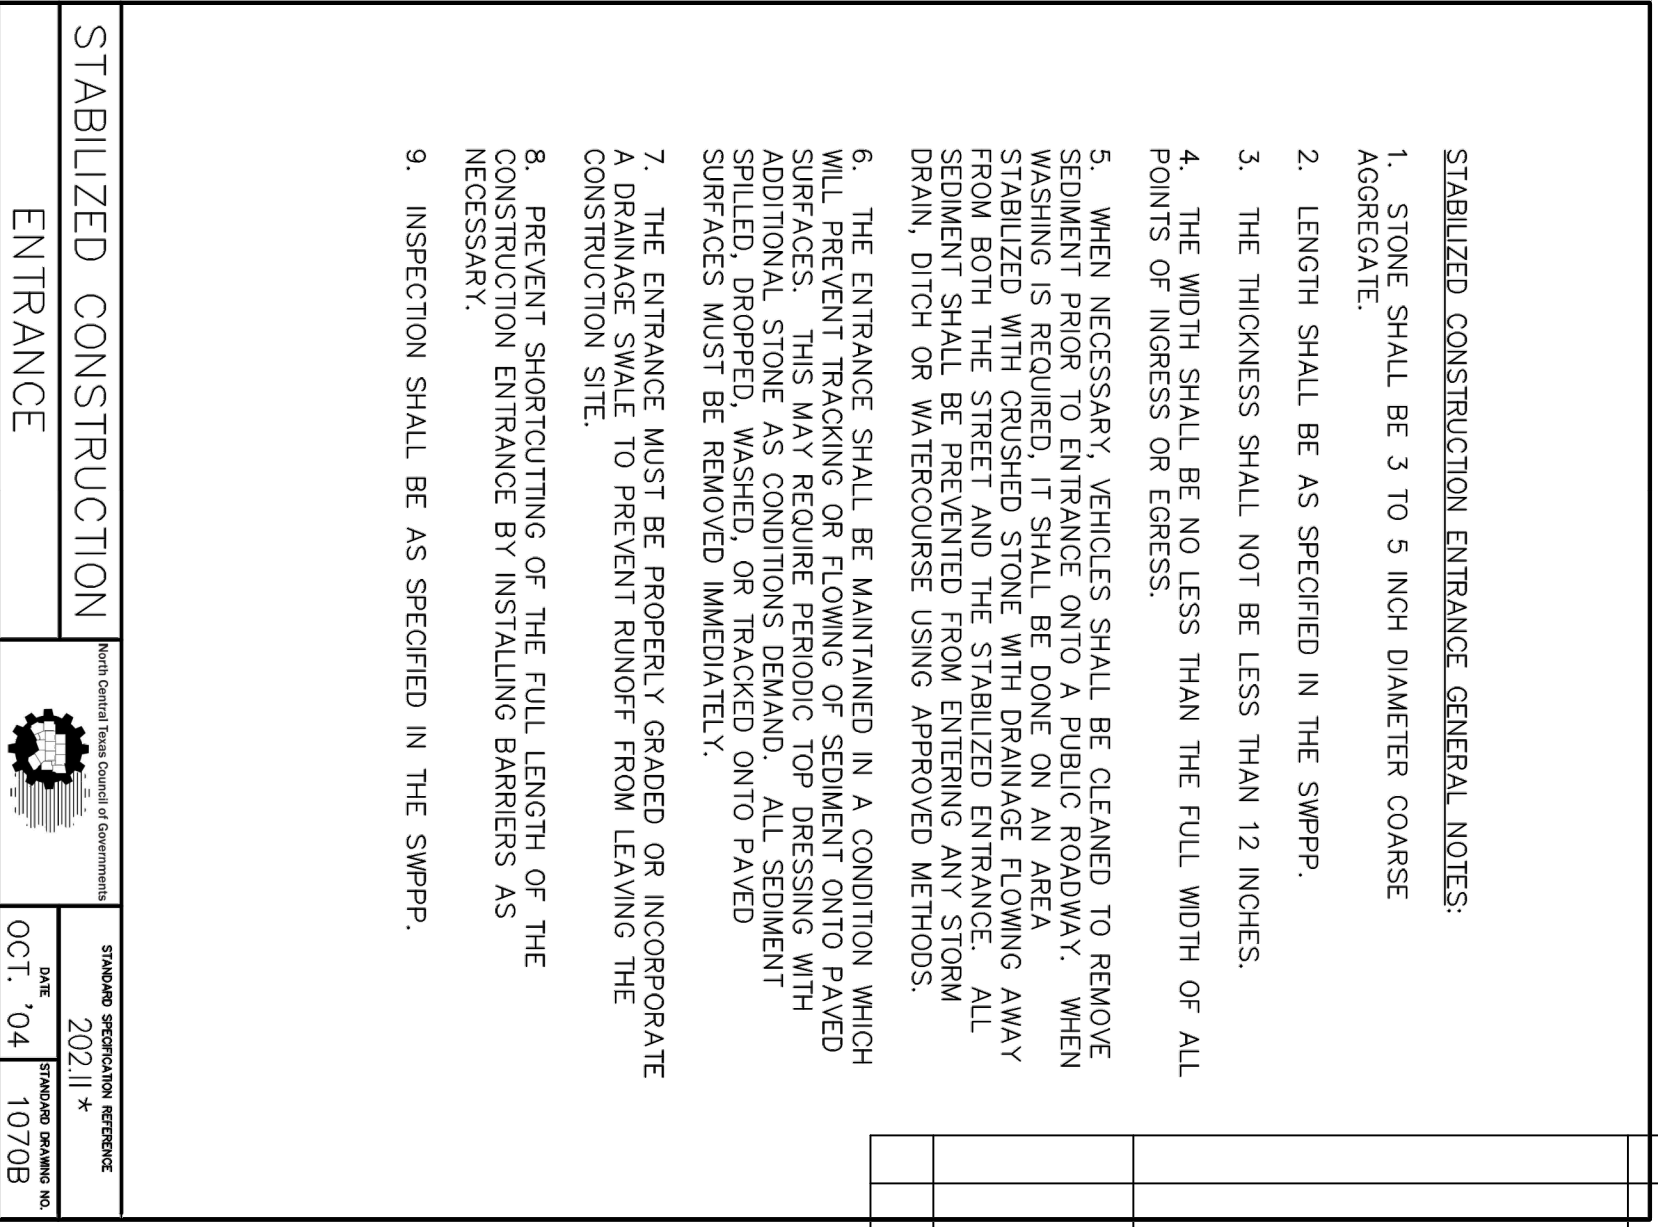 STABILIZED CONSTRUCTION ENTRANCE GENERAL NOTES:
1. STONE SHALL BE 3 TO 5 INCH DIAMETER COARSE
AGGREGATE.
2. LENGTH SHALL BE AS SPECIFIED IN THE SWPPP.
3. THE THICKNESS SHALL NOT BE LESS THAN 12 INCHES.
4. THE WIDTH SHALL BE NO LESS THAN THE FULL WIDTH OF ALL
POINTS OF INGRESS OR EGRESS.
5. WHEN NECESSARY, VEHICLES SHALL BE CLEANED TO REMOVE
SEDIMENT PRIOR TO ENTRANCE ONTO A PUBLIC ROADWAY. WHEN
WASHING IS REQUIRED, IT SHALL BE DONE ON AN AREA
STABILIZED WITH CRUSHED STONE WITH DRAINAGE FLOWING AWAY
FROM BOTH THE STREET AND THE STABILIZED ENTRANCE. ALL
SEDIMENT SHALL BE PREVENTED FROM ENTERING ANY STORM
DRAIN, DITCH OR WATERCOURSE USING APPROVED METHODS.
6. THE ENTRANCE SHALL BE MAINTAINED IN A CONDITION WHICH
WILL PREVENT TRACKING OR FLOWING OF SEDIMENT ONTO PAVED
SURFACES. THIS MAY REQUIRE PERIODIC TOP DRESSING WITH
ADDITIONAL STONE AS CONDITIONS DEMAND. ALL SEDIMENT
SPILLED, DROPPED, WASHED, OR TRACKED ONTO PAVED
SURFACES MUST BE REMOVED IMMEDIATELY.
7. THE ENTRANCE MUST BE PROPERLY GRADED OR INCORPORATE
A DRAINAGE SWALE TO PREVENT RUNOFF FROM LEAVING THE
CONSTRUCTION SITE.
8. PREVENT SHORTCUTTING OF THE FULL LENGTH OF THE
CONSTRUCTION ENTRANCE BY INSTALLING BARRIERS AS
NECESSARY.
9. INSPECTION SHALL BE AS SPECIFIED IN THE SWPPP.
STABILIZED CONSTRUCTION
ENTRANCE
North Central Texas Council of Governments
STANDARD SPECIFICATION REFERENCE
202.11 *
DATE
OCT. '04
STANDARD DRAWING NO.
1070B